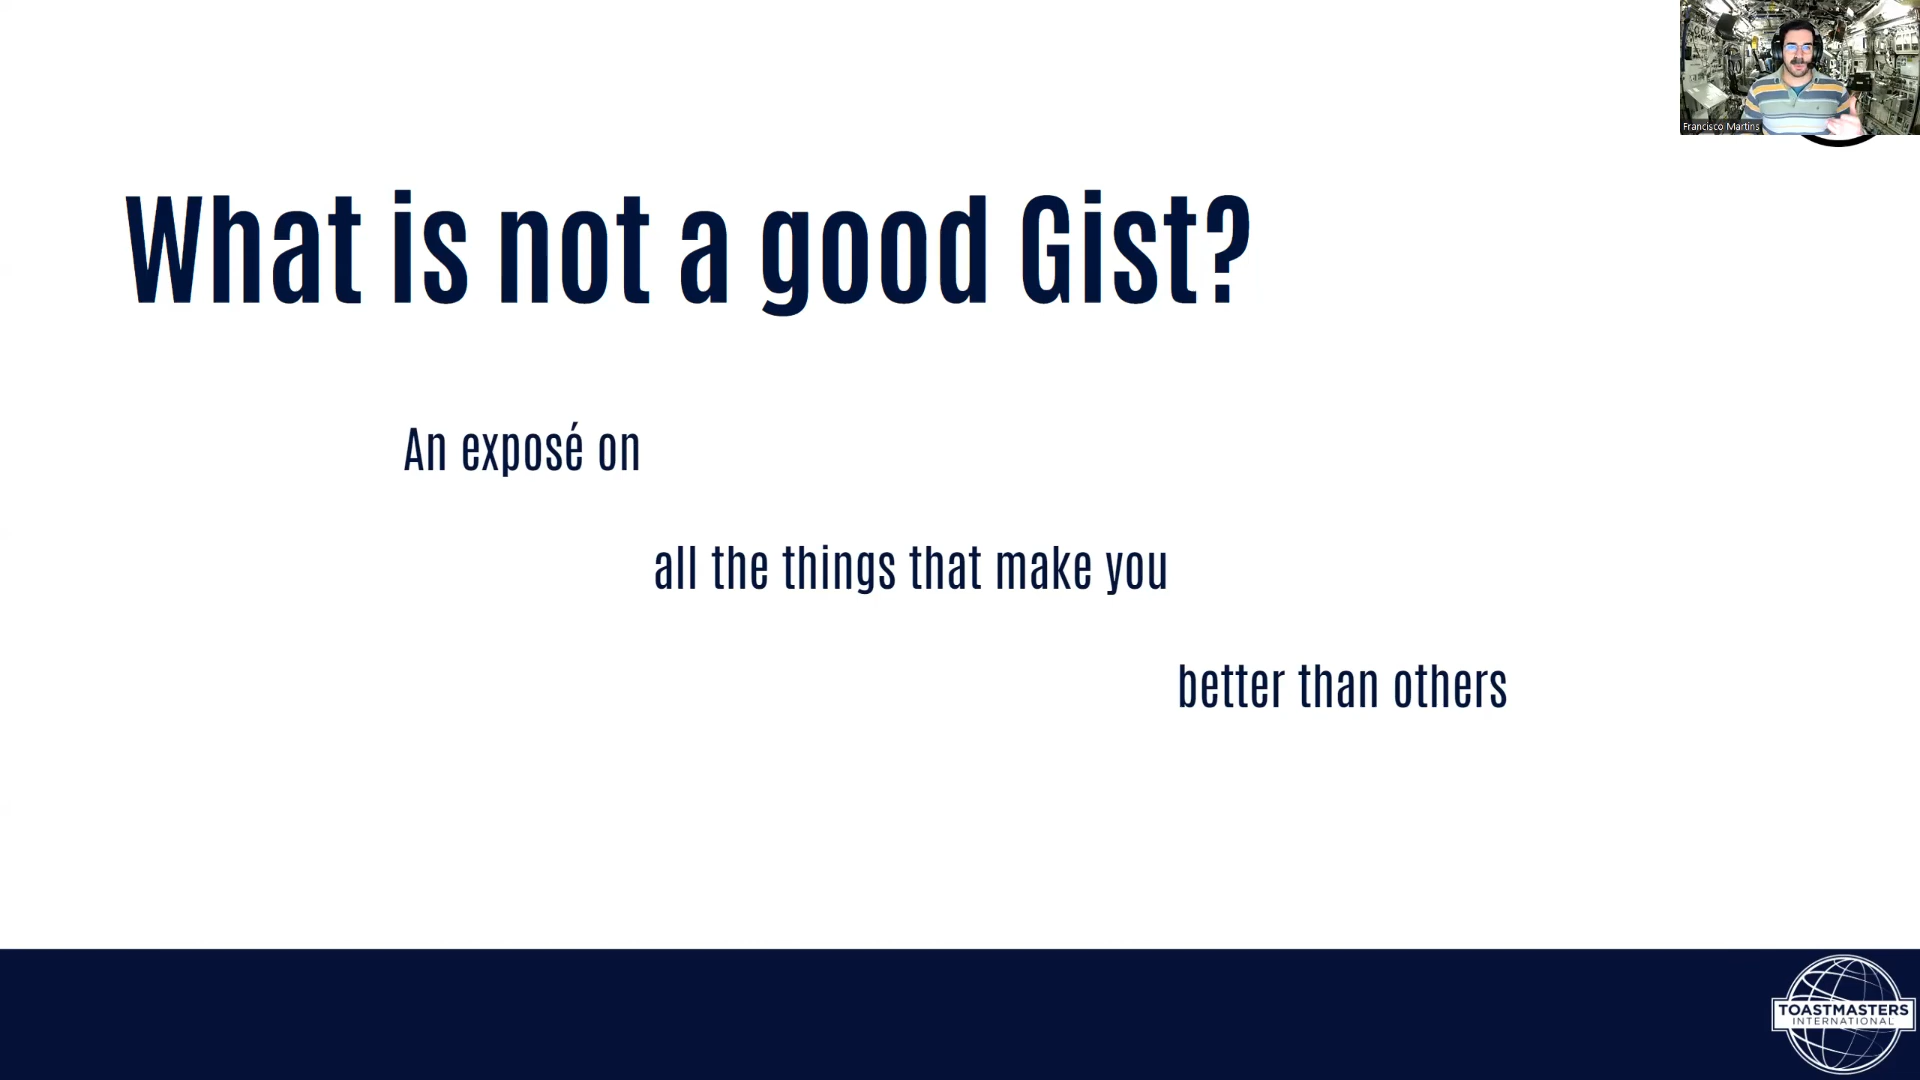 Francisco Martins
What is not a good Gist?
An exposé on
all the things that make you
better than others
TOASTMASTERS
INTERNATIONAL